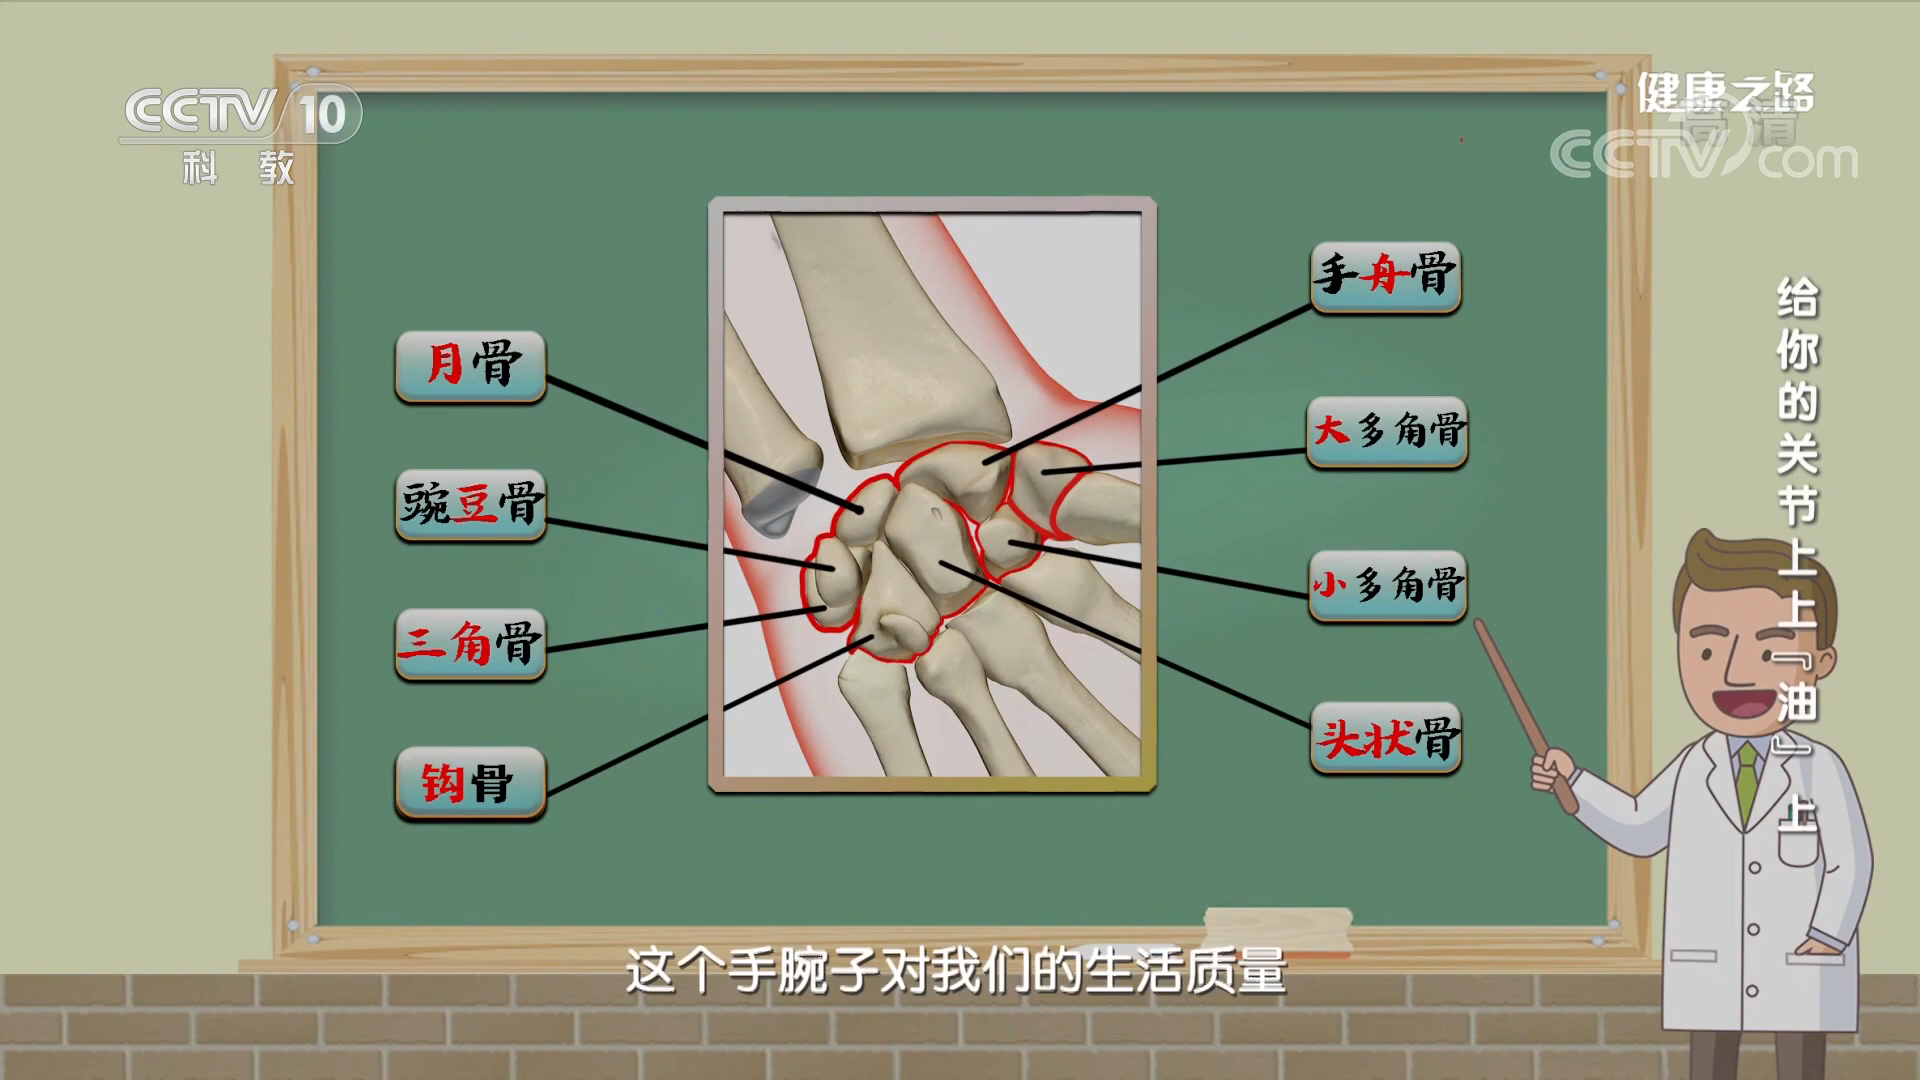 CCTV 10
科教
健康之路
高清
CCTV.com
月骨
豌豆骨
三角骨
钩骨
手舟骨
大多角骨
小多角骨
头状骨
给你的关节上上『油』上
这个手腕子对我们的生活质量